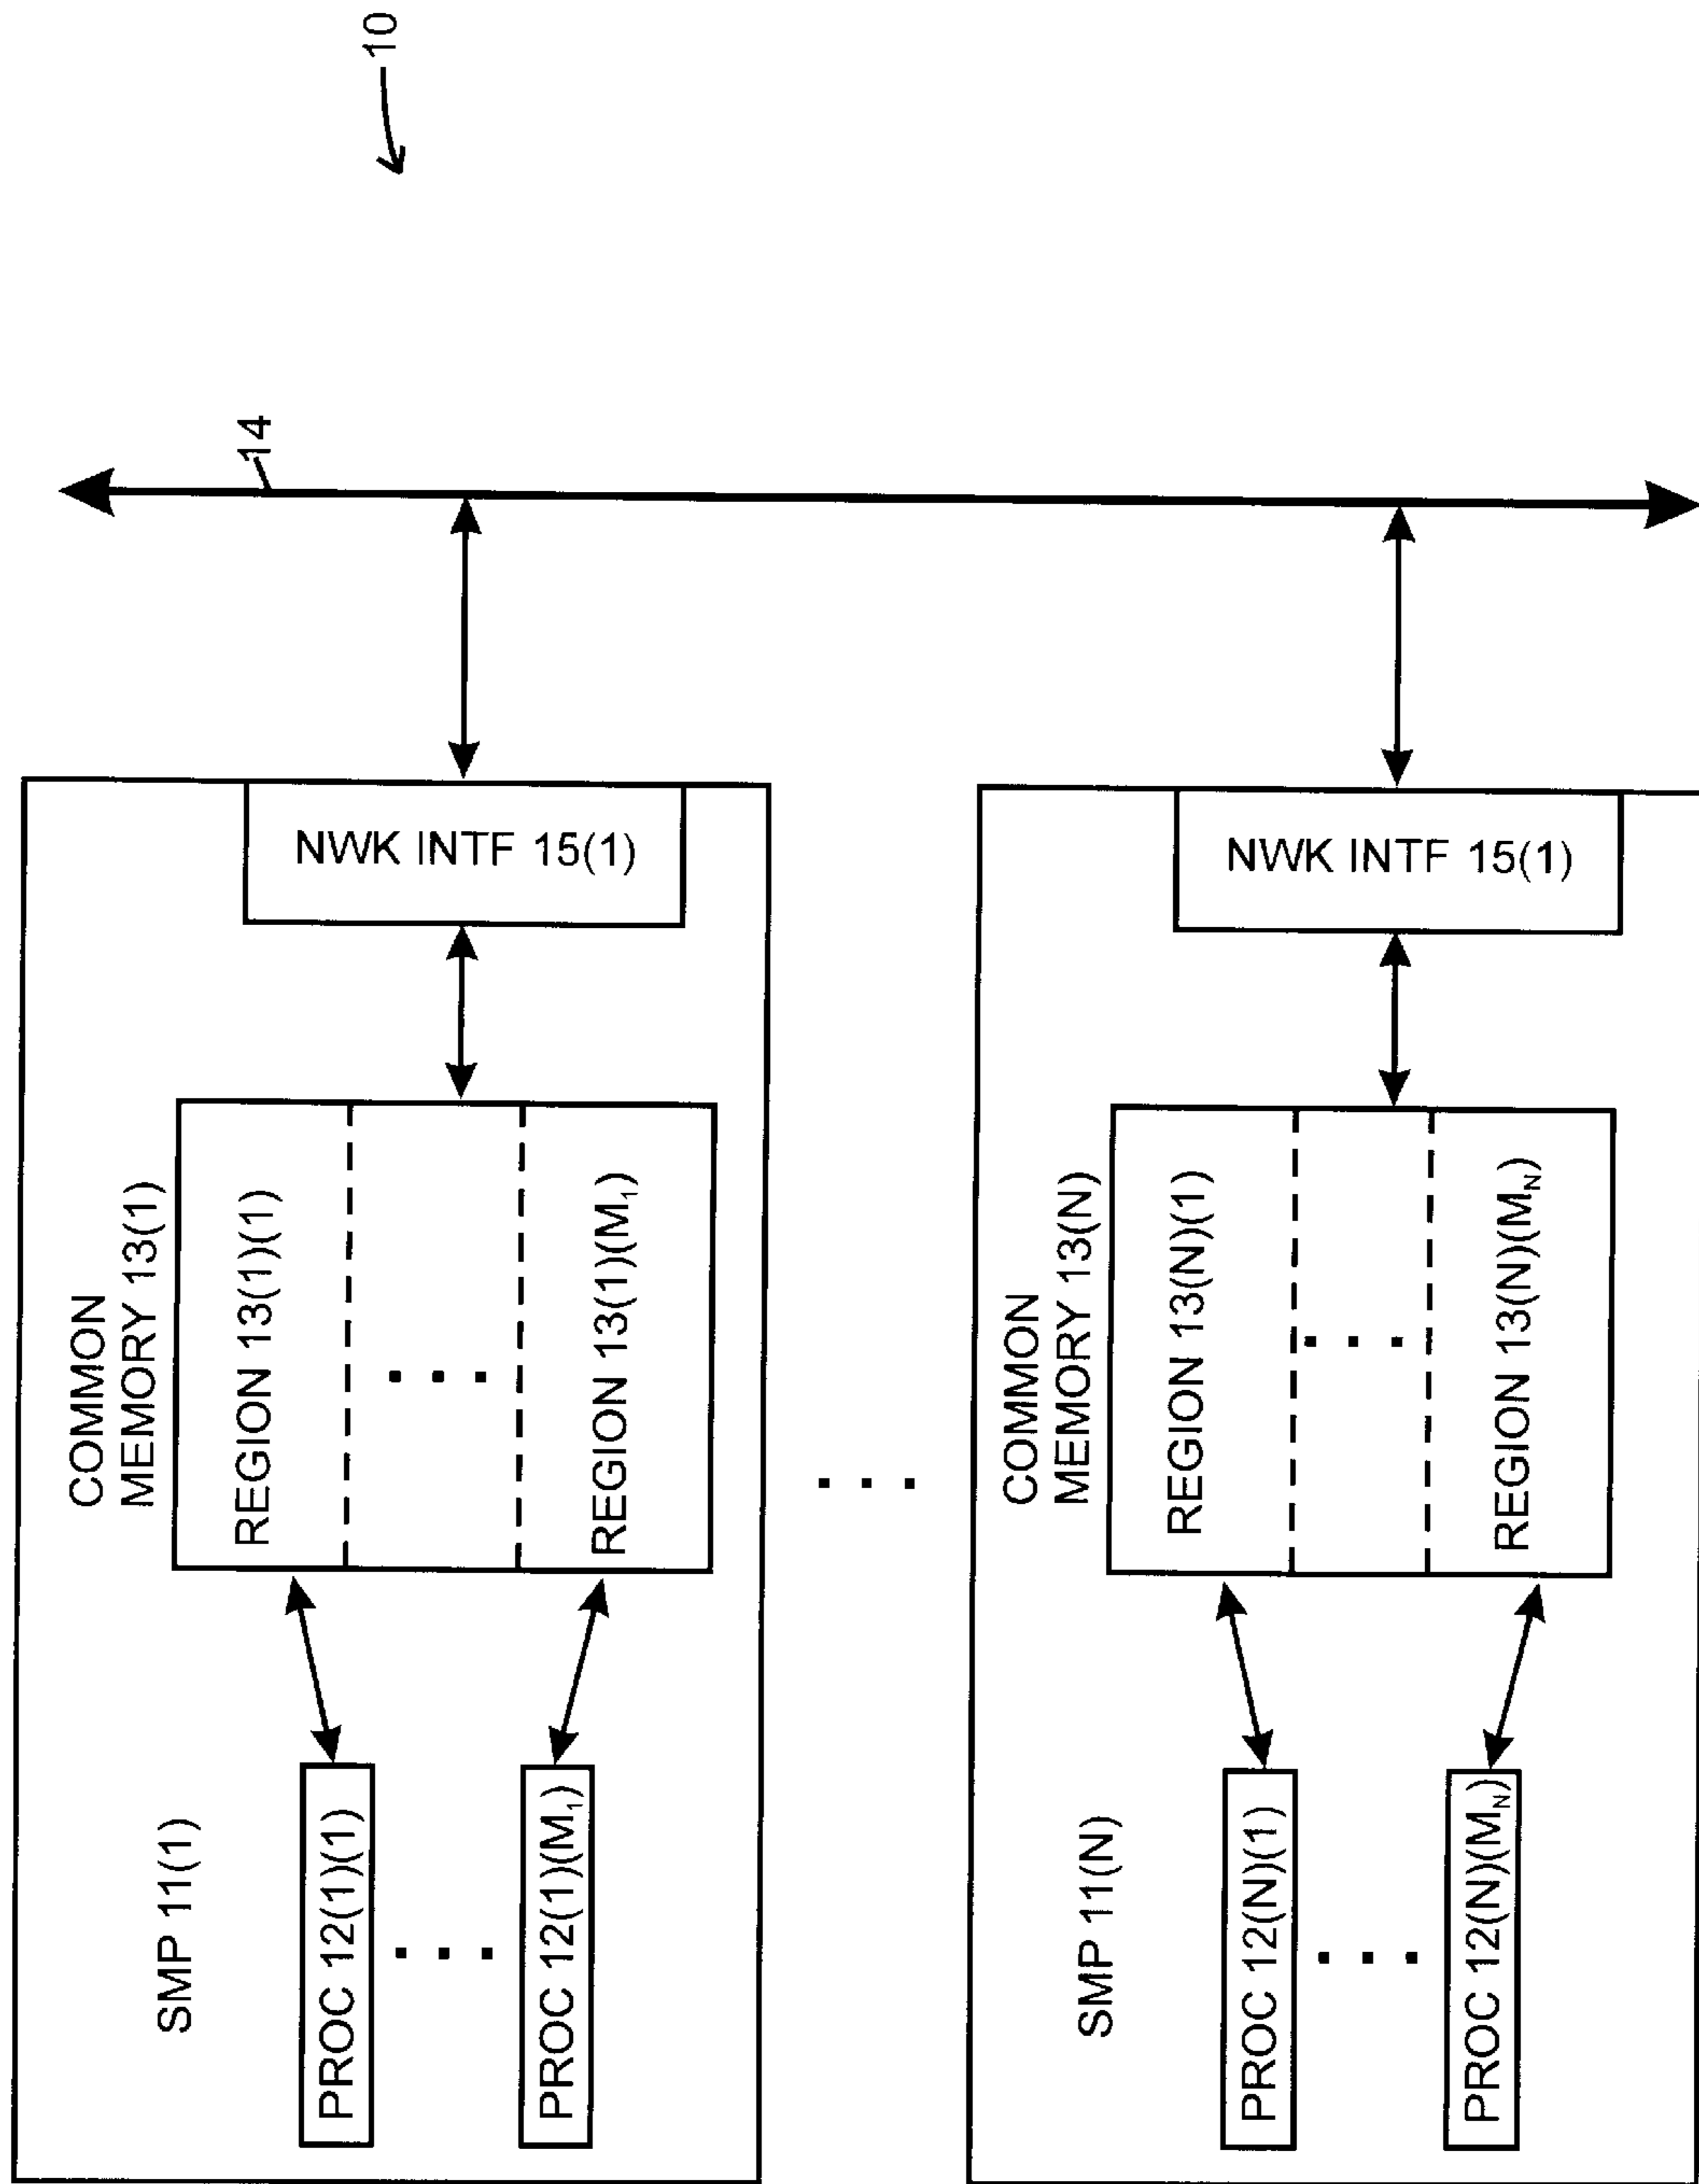 10
14
SMP 11(1)
COMMON
MEMORY 13(1)
PROC 12(1)(1)
PROC 12(1)(M₁)
REGION 13(1)(1)
REGION 13(1)(M₁)
NWK INTF 15(1)
SMP 11(N)
COMMON
MEMORY 13(N)
PROC 12(N)(1)
PROC 12(N)(M_N)
REGION 13(N)(1)
REGION 13(N)(M_N)
NWK INTF 15(1)